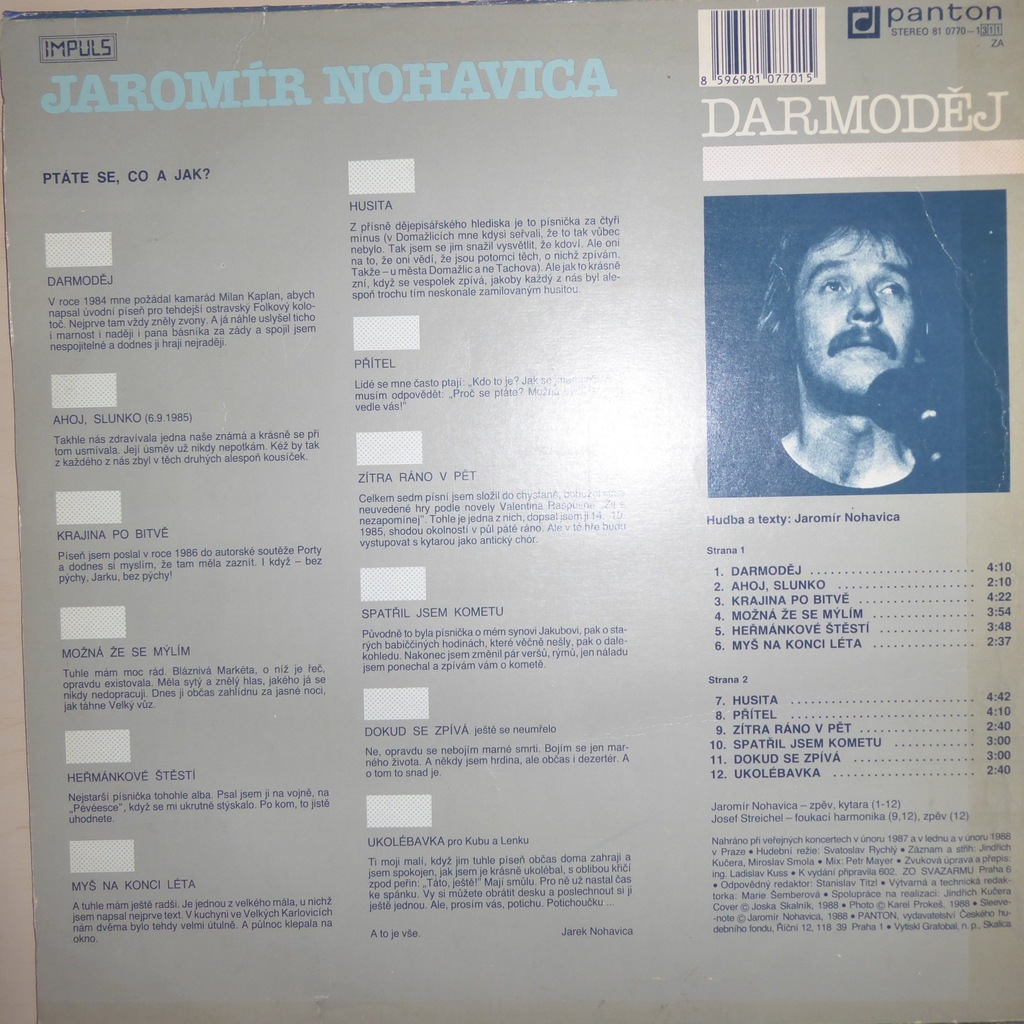 IMPULS
JAROMÍR NOHAVICA
PTÁTE SE, CO A JAK?
DARMODĚJ
V roce 1984 mne požádal kamarád Milan Kaplan, abych
napsal úvodní píseň pro tehdejší ostravský Folkový kolo-
toč. Nejprve tam vždy zněly zvony. A já náhle uslyšel ticho
i marnost i naději i pana básníka za zády a spojil jsem
nespojitelné a dodnes ji hraji nejraději.
AHOJ, SLUNKO (6.9.1985)
Takhle nás zdravívala jedna naše známá a krásně se při
tom usmívala. Její úsměv už nikdy nepotkám. Kéž by tak
z každého z nás zbyl v těch druhých alespoň kousíček.
KRAJINA PO BITVĚ
Píseň jsem poslal v roce 1986 do autorské soutěže Porty
a dodnes si myslím, že tam měla zaznít. I když – bez
pýchy, Jarku, bez pýchy!
MOŽNÁ ŽE SE MÝLÍM
Tuhle mám moc rád. Bláznivá Markéta, o níž je řeč,
opravdu existovala. Měla sytý a znělý hlas, jakého já se
nikdy nedopracuji. Dnes ji občas zahlídnu za jasné noci,
jak táhne Velký vůz.
HEŘMÁNKOVÉ ŠTĚSTÍ
Nejstarší písnička tohohle alba. Psal jsem ji na vojně, na
„Pévéesce", když se mi ukrutně stýskalo. Po kom, to jistě
uhodnete.
MYŠ NA KONCI LÉTA
A tuhle mám ještě radši. Je jednou z velkého mála, u nichž
jsem napsal nejprve text. V kuchyni ve Velkých Karlovicích
nám dvěma bylo tehdy velmi útulně. A půlnoc klepala na
okno.
HUSITA
Z přísně dějepisářského hlediska je to písnička za čtyři
mínus (v Domažlicích mne kdysi seřvali, že to tak vůbec
nebylo. Tak jsem se jim snažil vysvětlit, že kdoví. Ale oni
na to, že oni vědí, že jsou potomci těch, o nichž zpívám.
Takže – u města Domažlic a ne Tachova). Ale jak to krásně
zní, když se vespolek zpívá, jakoby každý z nás byl ale-
spoň trochu tím neskonale zamilovaným husitou.
PŘÍTEL
Lidé se mne často ptají: „Kdo to je? Jak se
musím odpovědět: „Proč se ptáte? Možná
vedle vás!"
ZÍTRA RÁNO V PĚT
Celkem sedm písní jsem složil do chystané, bohužel
neuvedené hry podle novely Valentina Rasputina „Žij a
nezapomínej". Tohle je jedna z nich, dopsal jsem ji 14. 10.
1985, shodou okolností v půl páté ráno. Ale v té hře budu
vystupovat s kytarou jako antický chór.
SPATŘIL JSEM KOMETU
Původně to byla písnička o mém synovi Jakubovi, pak o sta-
rých babiččiných hodinách, které věčně nešly, pak o dale-
kohledu. Nakonec jsem změnil pár veršů, rýmů, jen náladu
jsem ponechal a zpívám vám o kometě.
DOKUD SE ZPÍVÁ ještě se neumřelo
Ne, opravdu se nebojím marné smrti. Bojím se jen mar-
ného života. A někdy jsem hrdina, ale občas i dezertér. A
o tom to snad je.
UKOLÉBAVKA pro Kubu a Lenku
Ti moji malí, když jim tuhle píseň občas doma zahraji a
jsem spokojen, jak jsem je krásně ukolébal, s oblibou křičí
zpod peřin: „Táto, ještě!" Mají smůlu. Pro ně už nastal čas
ke spánku. Vy si můžete obrátit desku a poslechnout si ji
ještě jednou. Ale, prosím vás, potichu. Potichoučku ...
A to je vše. Jarek Nohavica
8 596981 077015
panton
STEREO 81 0770-1 311
ZA
DARMODĚJ
Hudba a texty: Jaromír Nohavica
Strana 1
1. DARMODĚJ ........................ 4:10
2. AHOJ, SLUNKO .................... 2:10
3. KRAJINA PO BITVĚ ................ 4:22
4. MOŽNÁ ŽE SE MÝLÍM ............... 3:54
5. HEŘMÁNKOVÉ ŠTĚSTÍ ............... 3:48
6. MYŠ NA KONCI LÉTA ............... 2:37
Strana 2
7. HUSITA .......................... 4:42
8. PŘÍTEL .......................... 4:10
9. ZÍTRA RÁNO V PĚT ................ 2:40
10. SPATŘIL JSEM KOMETU ............ 3:00
11. DOKUD SE ZPÍVÁ ................. 3:00
12. UKOLÉBAVKA ..................... 2:40
Jaromír Nohavica – zpěv, kytara (1-12)
Josef Streichel – foukací harmonika (9,12), zpěv (12)
Nahráno při veřejných koncertech v únoru 1987 a v lednu a v únoru 1988
v Praze • Hudební režie: Svatoslav Rychlý • Záznam a střih: Jindřich
Kučera, Miroslav Smola • Mix: Petr Mayer • Zvuková úprava a přepis:
ing. Ladislav Kuss • K vydání připravila 602. ZO SVAZARMU Praha 6
• Odpovědný redaktor: Stanislav Titzl • Výtvarná a technická redak-
torka: Marie Šemberová • Spolupráce na realizaci: Jindřich Kučera
Cover © Joska Skalník, 1988 • Photo © Karel Prokeš, 1988 • Sleeve-
-note © Jaromír Nohavica, 1988 • PANTON, vydavatelství Českého hu-
debního fondu, Říční 12, 118 39 Praha 1 • Vytiskl Grafobal, n. p., Skalica